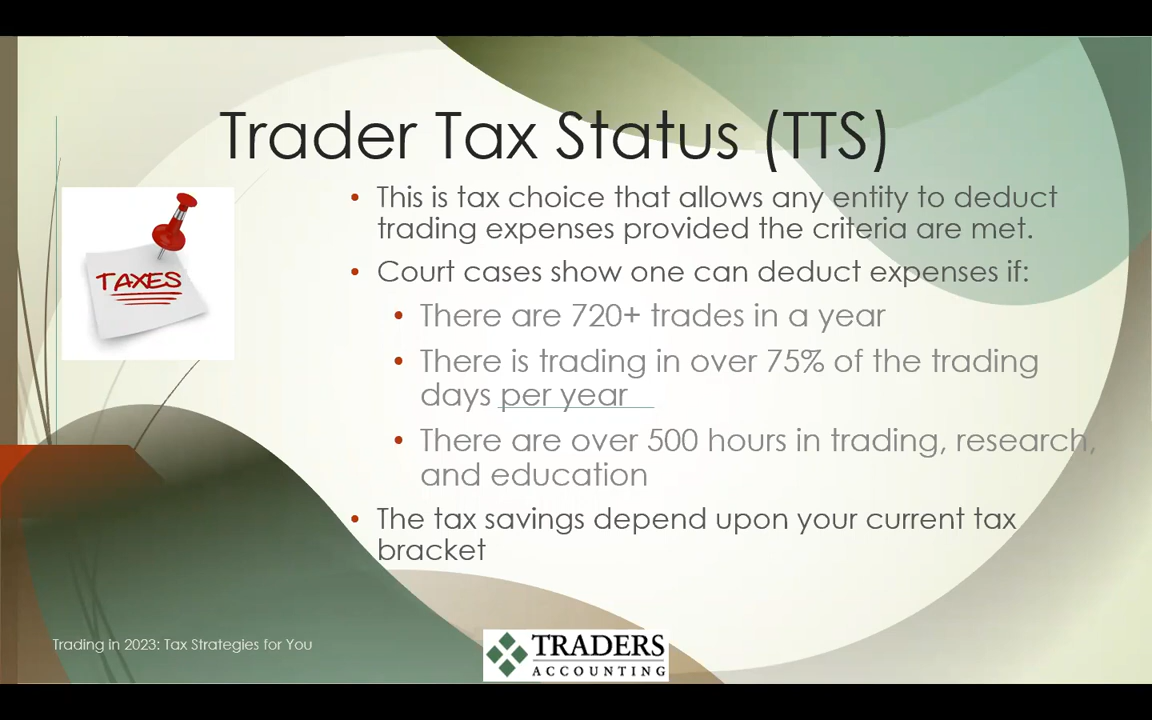 Trader Tax Status (TTS)
TAXES
This is tax choice that allows any entity to deduct
trading expenses provided the criteria are met.
Court cases show one can deduct expenses if:
There are 720+ trades in a year
There is trading in over 75% of the trading
days per year
There are over 500 hours in trading, research,
and education
The tax savings depend upon your current tax
bracket
Trading in 2023: Tax Strategies for You
TRADERS
ACCOUNTING